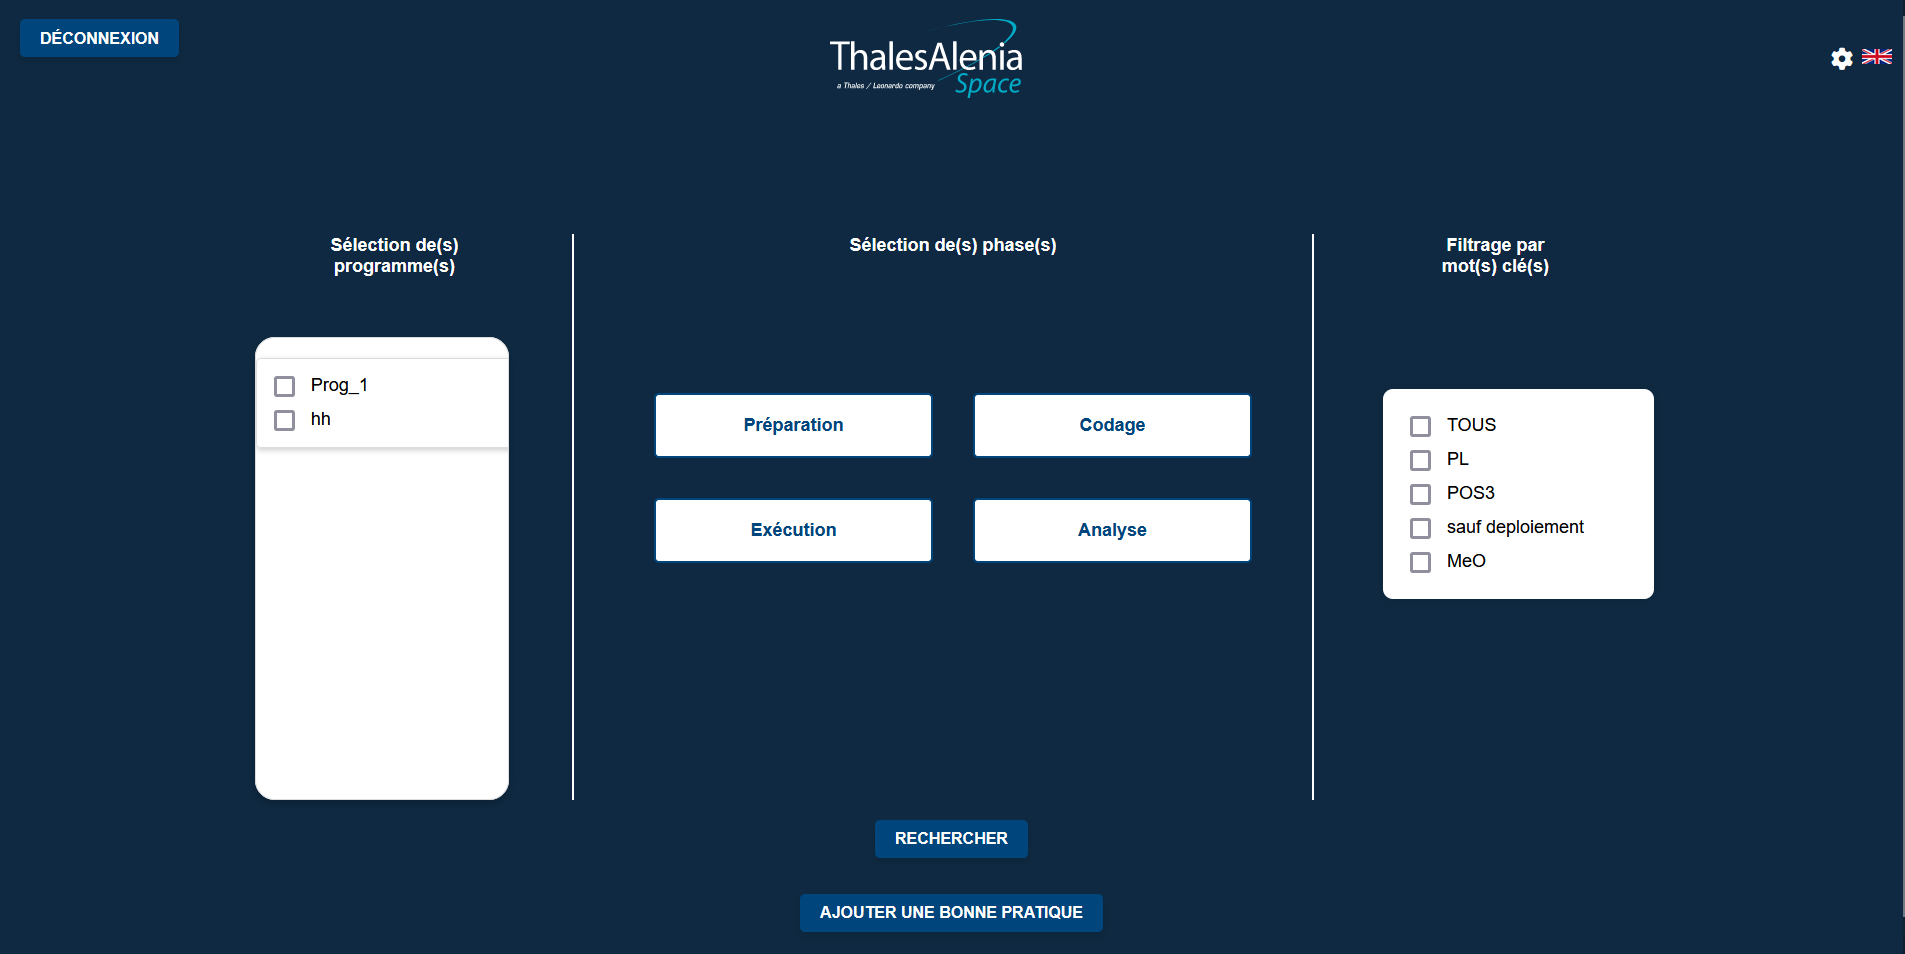 DÉCONNEXION
ThalesAlenia
a Thales / Leonardo company
Space
Sélection de(s)
programme(s)
Prog_1
hh
Sélection de(s) phase(s)
Préparation
Codage
Exécution
Analyse
Filtrage par
mot(s) clé(s)
TOUS
PL
POS3
sauf deploiement
MeO
RECHERCHER
AJOUTER UNE BONNE PRATIQUE